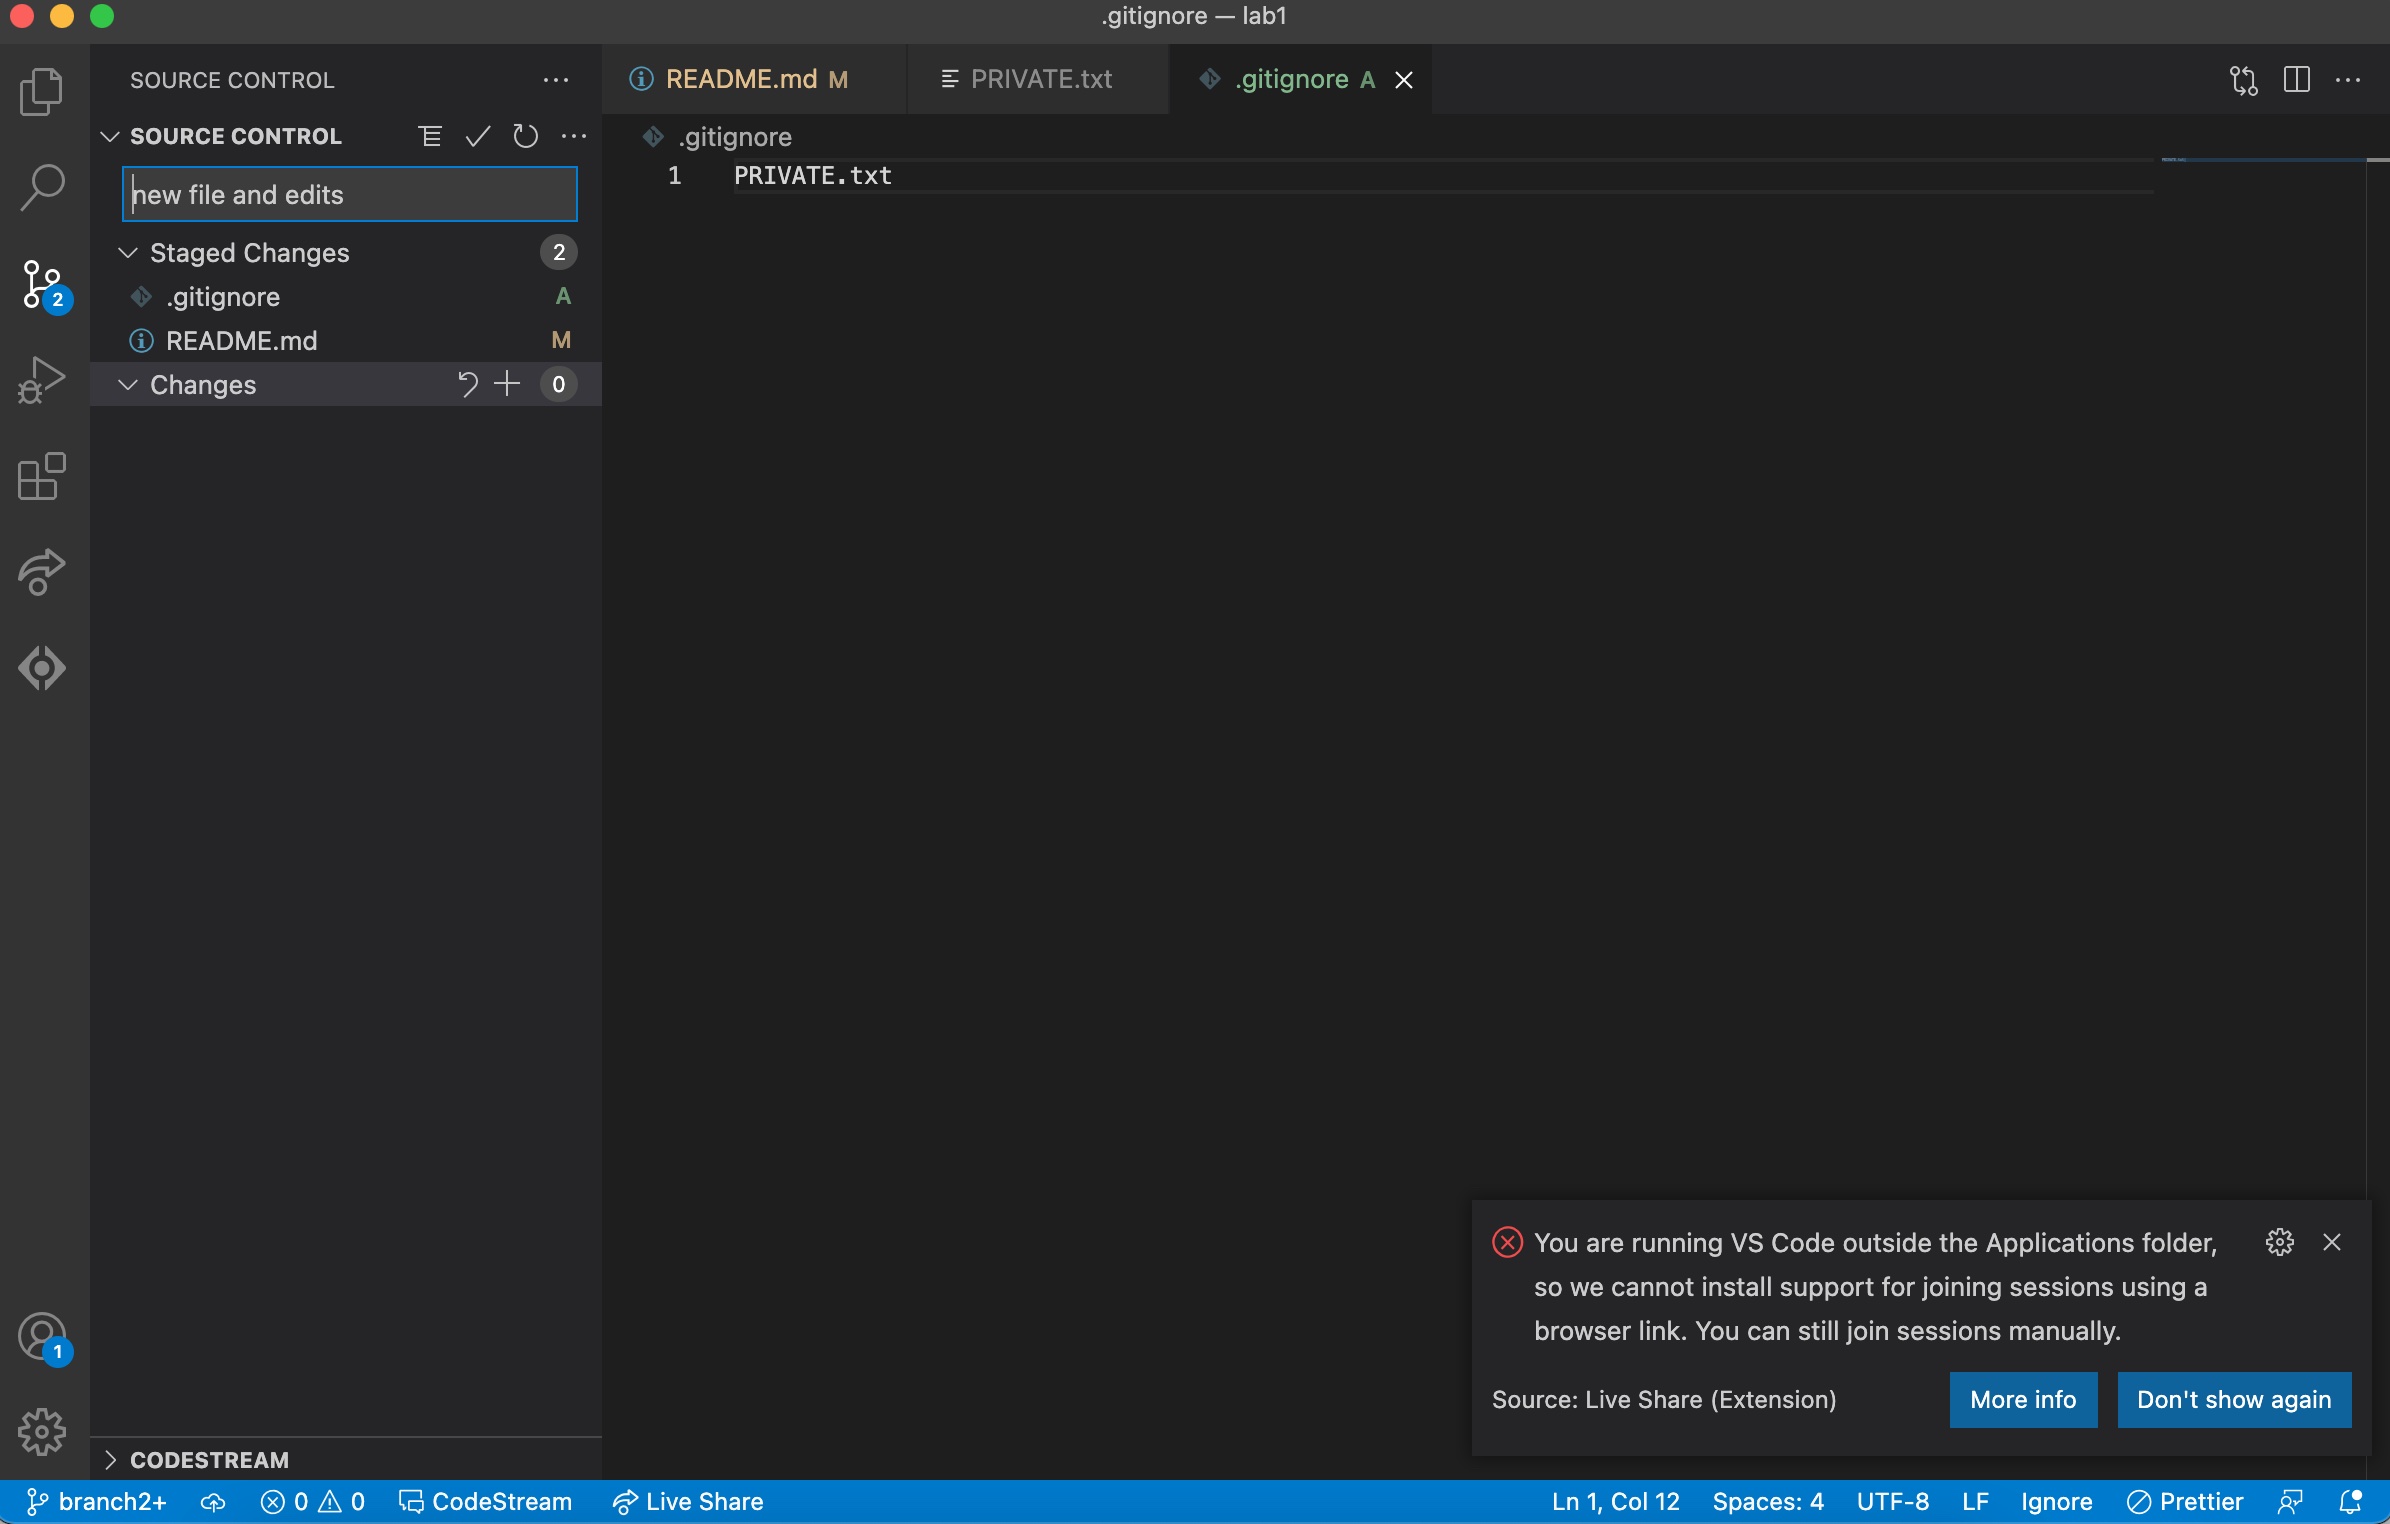 .gitignore — lab1
SOURCE CONTROL
README.md M
PRIVATE.txt
.gitignore A
SOURCE CONTROL
.gitignore
new file and edits
1 PRIVATE.txt
Staged Changes 2
.gitignore A
README.md M
Changes 0
2
1
You are running VS Code outside the Applications folder,
so we cannot install support for joining sessions using a
browser link. You can still join sessions manually.
Source: Live Share (Extension)
More info
Don't show again
CODESTREAM
branch2+ 0 0 CodeStream Live Share Ln 1, Col 12 Spaces: 4 UTF-8 LF Ignore Prettier